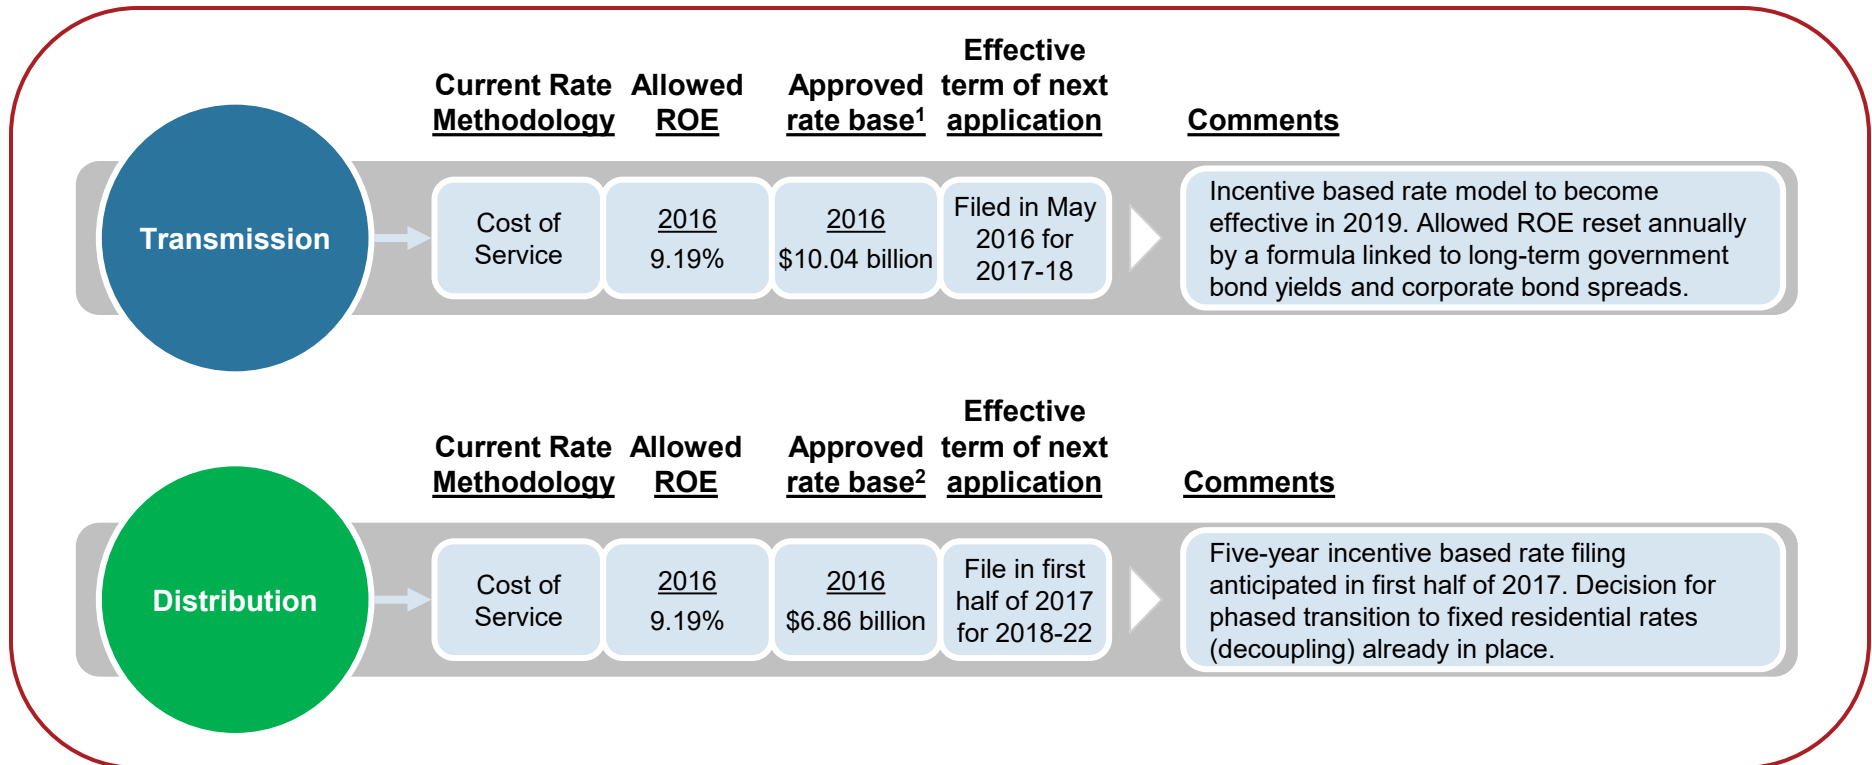 Effective
Current Rate Allowed Approved term of next
Methodology ROE rate base¹ application Comments
Transmission
Cost of
Service
2016
9.19%
2016
$10.04 billion
Filed in May
2016 for
2017-18
Incentive based rate model to become
effective in 2019. Allowed ROE reset annually
by a formula linked to long-term government
bond yields and corporate bond spreads.
Effective
Current Rate Allowed Approved term of next
Methodology ROE rate base² application Comments
Distribution
Cost of
Service
2016
9.19%
2016
$6.86 billion
File in first
half of 2017
for 2018-22
Five-year incentive based rate filing
anticipated in first half of 2017. Decision for
phased transition to fixed residential rates
(decoupling) already in place.